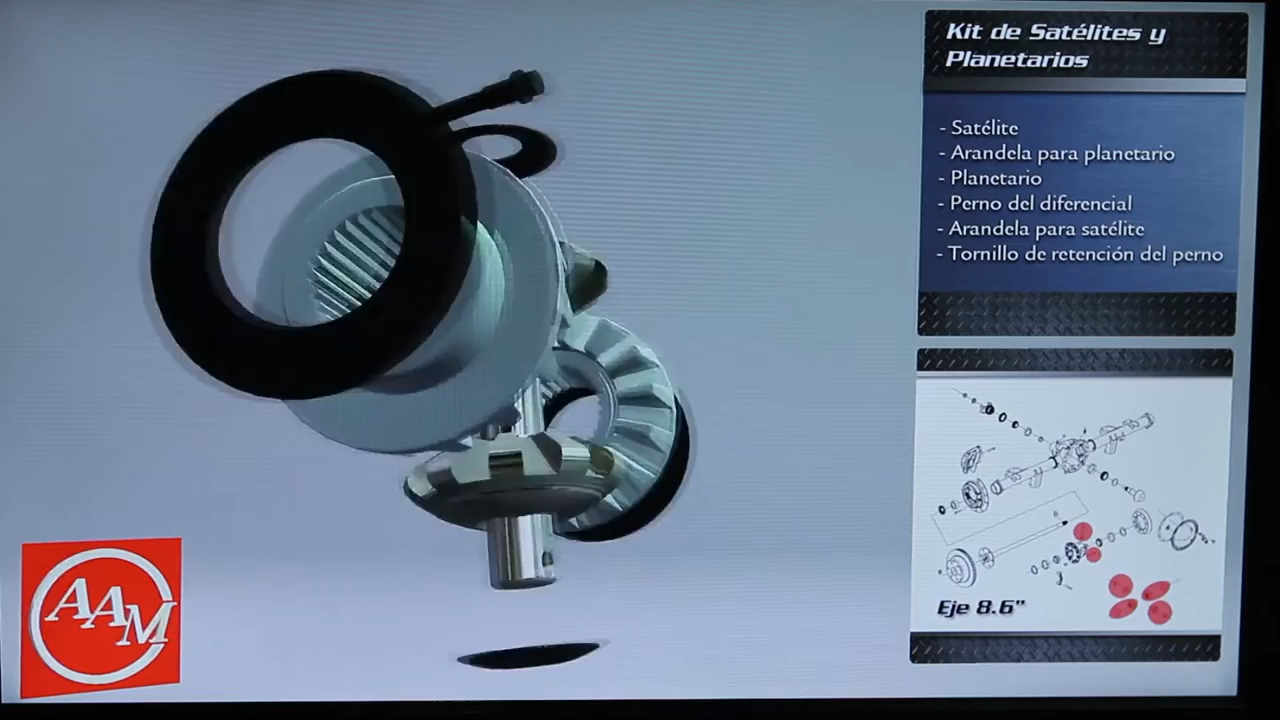 Kit de Satélites y
Planetarios
- Satélite
- Arandela para planetario
- Planetario
- Perno del diferencial
- Arandela para satélite
- Tornillo de retención del perno
Eje 8.6"
AAM